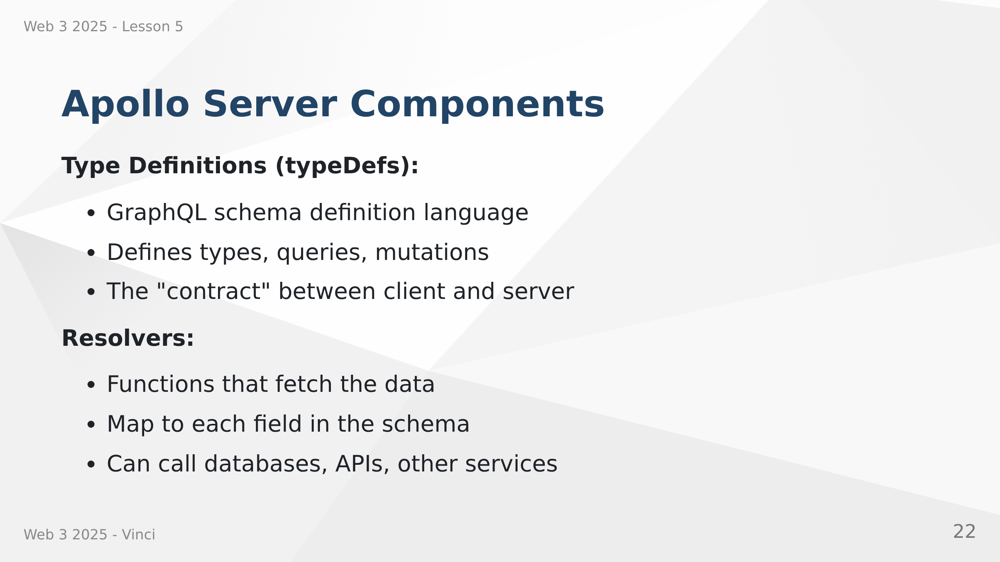 Web 3 2025 - Lesson 5
Apollo Server Components
Type Definitions (typeDefs):
• GraphQL schema definition language
• Defines types, queries, mutations
• The "contract" between client and server
Resolvers:
• Functions that fetch the data
• Map to each field in the schema
• Can call databases, APIs, other services
Web 3 2025 - Vinci
22